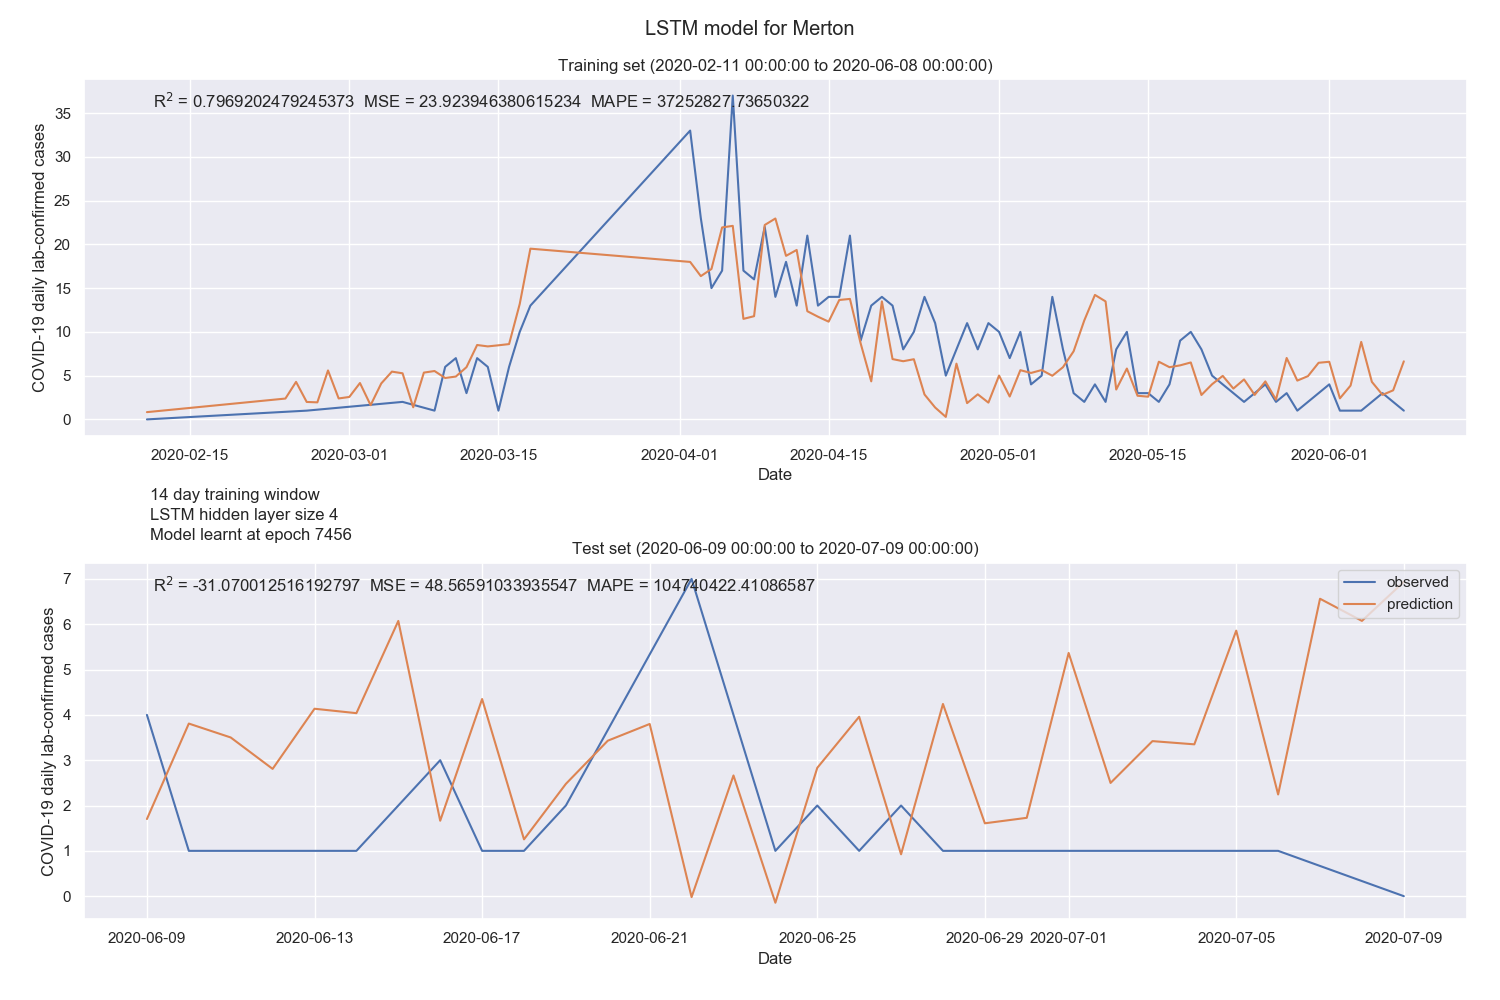 LSTM model for Merton
Training set (2020-02-11 00:00:00 to 2020-06-08 00:00:00)
R² = 0.7969202479245373 MSE = 23.923946380615234 MAPE = 37252827.73650322
COVID-19 daily lab-confirmed cases
35
30
25
20
15
10
5
0
2020-02-15 2020-03-01 2020-03-15 2020-04-01 2020-04-15 2020-05-01 2020-05-15 2020-06-01
Date
14 day training window
LSTM hidden layer size 4
Model learnt at epoch 7456
Test set (2020-06-09 00:00:00 to 2020-07-09 00:00:00)
R² = -31.070012516192797 MSE = 48.56591033935547 MAPE = 104740422.41086587
observed
prediction
COVID-19 daily lab-confirmed cases
7
6
5
4
3
2
1
0
2020-06-09 2020-06-13 2020-06-17 2020-06-21 2020-06-25 2020-06-29 2020-07-01 2020-07-05 2020-07-09
Date